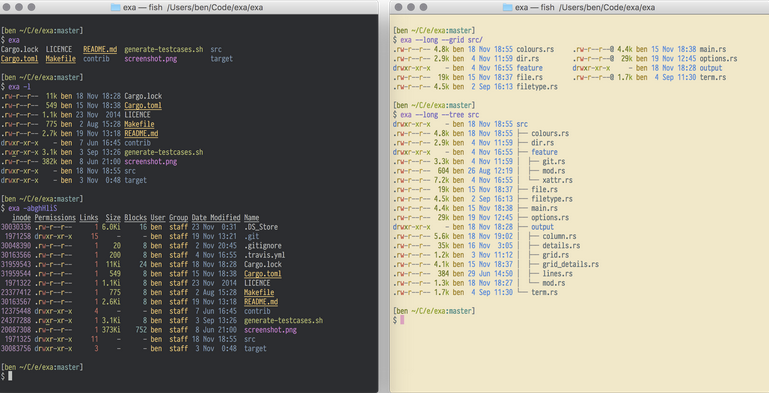 exa — fish /Users/ben/Code/exa/exa
[ben ~/C/e/exa:master]
$ exa
Cargo.lock LICENCE README.md generate-testcases.sh src
Cargo.toml Makefile contrib screenshot.png target
[ben ~/C/e/exa:master]
$ exa -l
.rw-r--r-- 11k ben 18 Nov 18:28 Cargo.lock
.rw-r--r-- 549 ben 15 Nov 18:38 Cargo.toml
.rw-r--r-- 1.1k ben 23 Nov 2014 LICENCE
.rw-r--r-- 775 ben 2 Aug 15:28 Makefile
.rw-r--r-- 2.7k ben 19 Nov 13:18 README.md
drwxr-xr-x - ben 7 Jun 16:45 contrib
.rwxr-xr-x 3.1k ben 3 Sep 13:26 generate-testcases.sh
.rw-r--r-- 382k ben 8 Jun 21:00 screenshot.png
drwxr-xr-x - ben 18 Nov 18:55 src
drwxr-xr-x - ben 3 Nov 0:48 target
[ben ~/C/e/exa:master]
$ exa -abghHliS
inode Permissions Links Size Blocks User Group Date Modified Name
30030336 .rw-r--r-- 1 6.0Ki 16 ben staff 23 Nov 0:31 .DS_Store
1971258 drwxr-xr-x 15 - - ben staff 19 Nov 13:21 .git
30048390 .rw-r--r-- 1 20 8 ben staff 2 Nov 20:45 .gitignore
30163566 .rw-r--r-- 1 200 8 ben staff 4 Nov 16:55 .travis.yml
31959543 .rw-r--r-- 1 11Ki 24 ben staff 18 Nov 18:28 Cargo.lock
31959544 .rw-r--r-- 1 549 8 ben staff 15 Nov 18:38 Cargo.toml
1971322 .rw-r--r-- 1 1.1Ki 8 ben staff 23 Nov 2014 LICENCE
23377412 .rw-r--r-- 1 775 8 ben staff 2 Aug 15:28 Makefile
30163567 .rw-r--r-- 1 2.6Ki 8 ben staff 19 Nov 13:18 README.md
12375448 drwxr-xr-x 4 - - ben staff 7 Jun 16:45 contrib
24377288 .rwxr-xr-x 1 3.1Ki 8 ben staff 3 Sep 13:26 generate-testcases.sh
20087308 .rw-r--r-- 1 373Ki 752 ben staff 8 Jun 21:00 screenshot.png
1971325 drwxr-xr-x 11 - - ben staff 18 Nov 18:55 src
30083756 drwxr-xr-x 3 - - ben staff 3 Nov 0:48 target
[ben ~/C/e/exa:master]
$
exa — fish /Users/ben/Code/exa/exa
[ben ~/C/e/exa:master]
$ exa --long --grid src/
.rw-r--r-- 4.8k ben 18 Nov 18:55 colours.rs .rw-r--r--@ 4.4k ben 15 Nov 18:38 main.rs
.rw-r--r-- 2.9k ben 4 Nov 11:59 dir.rs .rw-r--r--@ 29k ben 19 Nov 12:45 options.rs
drwxr-xr-x - ben 4 Nov 16:55 feature drwxr-xr-x - ben 18 Nov 18:28 output
.rw-r--r-- 19k ben 15 Nov 18:37 file.rs .rw-r--r--@ 1.7k ben 4 Sep 11:30 term.rs
.rw-r--r-- 4.5k ben 2 Sep 16:13 filetype.rs
[ben ~/C/e/exa:master]
$ exa --long --tree src
drwxr-xr-x - ben 18 Nov 18:55 src
.rw-r--r-- 4.8k ben 18 Nov 18:55 ├── colours.rs
.rw-r--r-- 2.9k ben 4 Nov 11:59 ├── dir.rs
drwxr-xr-x - ben 4 Nov 16:55 ├── feature
.rw-r--r-- 3.3k ben 4 Nov 11:59 │ ├── git.rs
.rw-r--r-- 604 ben 26 Aug 12:19 │ ├── mod.rs
.rw-r--r-- 7.2k ben 4 Nov 16:55 │ └── xattr.rs
.rw-r--r-- 19k ben 15 Nov 18:37 ├── file.rs
.rw-r--r-- 4.5k ben 2 Sep 16:13 ├── filetype.rs
.rw-r--r-- 4.4k ben 15 Nov 18:38 ├── main.rs
.rw-r--r-- 29k ben 19 Nov 12:45 ├── options.rs
drwxr-xr-x - ben 18 Nov 18:28 ├── output
.rw-r--r-- 5.6k ben 18 Nov 19:02 │ ├── column.rs
.rw-r--r-- 35k ben 16 Nov 3:05 │ ├── details.rs
.rw-r--r-- 1.2k ben 3 Nov 11:12 │ ├── grid.rs
.rw-r--r-- 4.1k ben 15 Nov 18:37 │ ├── grid_details.rs
.rw-r--r-- 384 ben 29 Jun 14:50 │ ├── lines.rs
.rw-r--r-- 1.3k ben 18 Nov 18:27 │ └── mod.rs
.rw-r--r-- 1.7k ben 4 Sep 11:30 └── term.rs
[ben ~/C/e/exa:master]
$